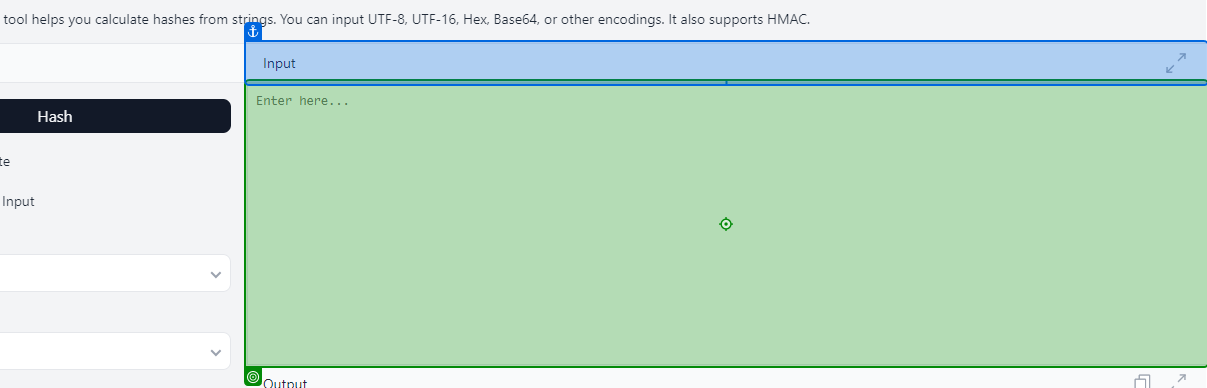 tool helps you calculate hashes from strings. You can input UTF-8, UTF-16, Hex, Base64, or other encodings. It also supports HMAC.
Input
Enter here...
Hash
te
Input
Output